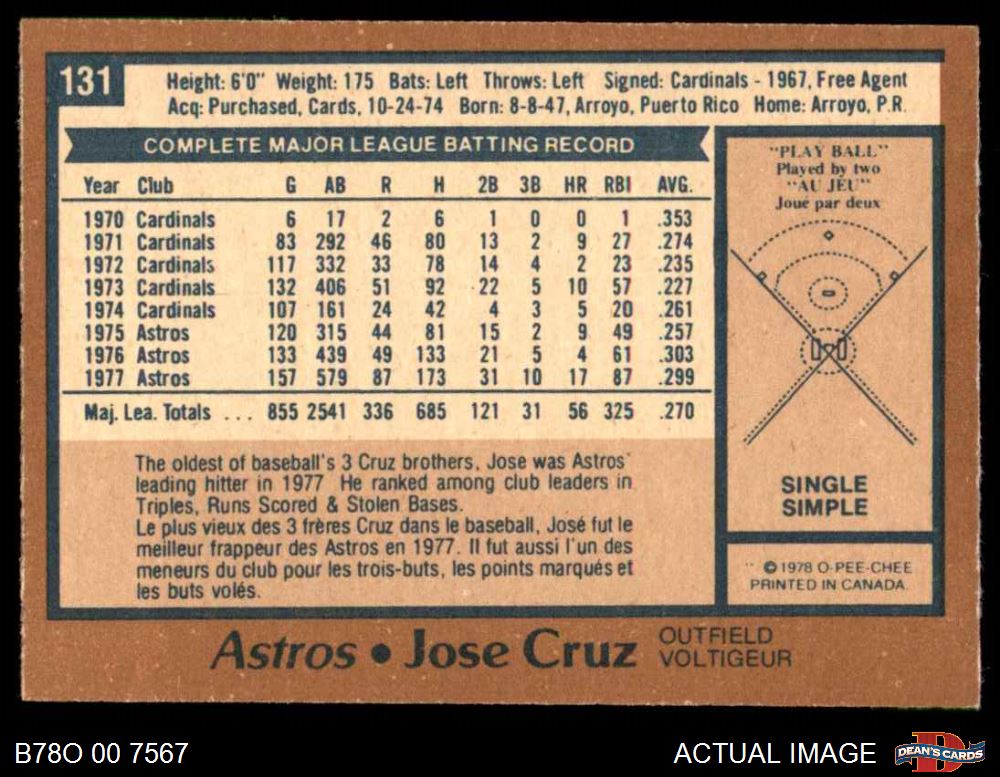 131
Height: 6'0" Weight: 175 Bats: Left Throws: Left Signed: Cardinals - 1967, Free Agent
Acq: Purchased, Cards, 10-24-74 Born: 8-8-47, Arroyo, Puerto Rico Home: Arroyo, P.R.
COMPLETE MAJOR LEAGUE BATTING RECORD
Year Club G AB R H 2B 3B HR RBI AVG.
1970 Cardinals 6 17 2 6 1 0 0 1 .353
1971 Cardinals 83 292 46 80 13 2 9 27 .274
1972 Cardinals 117 332 33 78 14 4 2 23 .235
1973 Cardinals 132 406 51 92 22 5 10 57 .227
1974 Cardinals 107 161 24 42 4 3 5 20 .261
1975 Astros 120 315 44 81 15 2 9 49 .257
1976 Astros 133 439 49 133 21 5 4 61 .303
1977 Astros 157 579 87 173 31 10 17 87 .299
Maj. Lea. Totals ... 855 2541 336 685 121 31 56 325 .270
The oldest of baseball's 3 Cruz brothers, Jose was Astros'
leading hitter in 1977 He ranked among club leaders in
Triples, Runs Scored & Stolen Bases.
Le plus vieux des 3 frères Cruz dans le baseball, José fut le
meilleur frappeur des Astros en 1977. Il fut aussi l'un des
meneurs du club pour les trois-buts, les points marqués et
les buts volés.
"PLAY BALL"
Played by two
"AU JEU"
Joué par deux
SINGLE
SIMPLE
© 1978 O-PEE-CHEE
PRINTED IN CANADA
Astros • Jose Cruz OUTFIELD
VOLTIGEUR
B78O 00 7567
ACTUAL IMAGE
DEAN'S CARDS